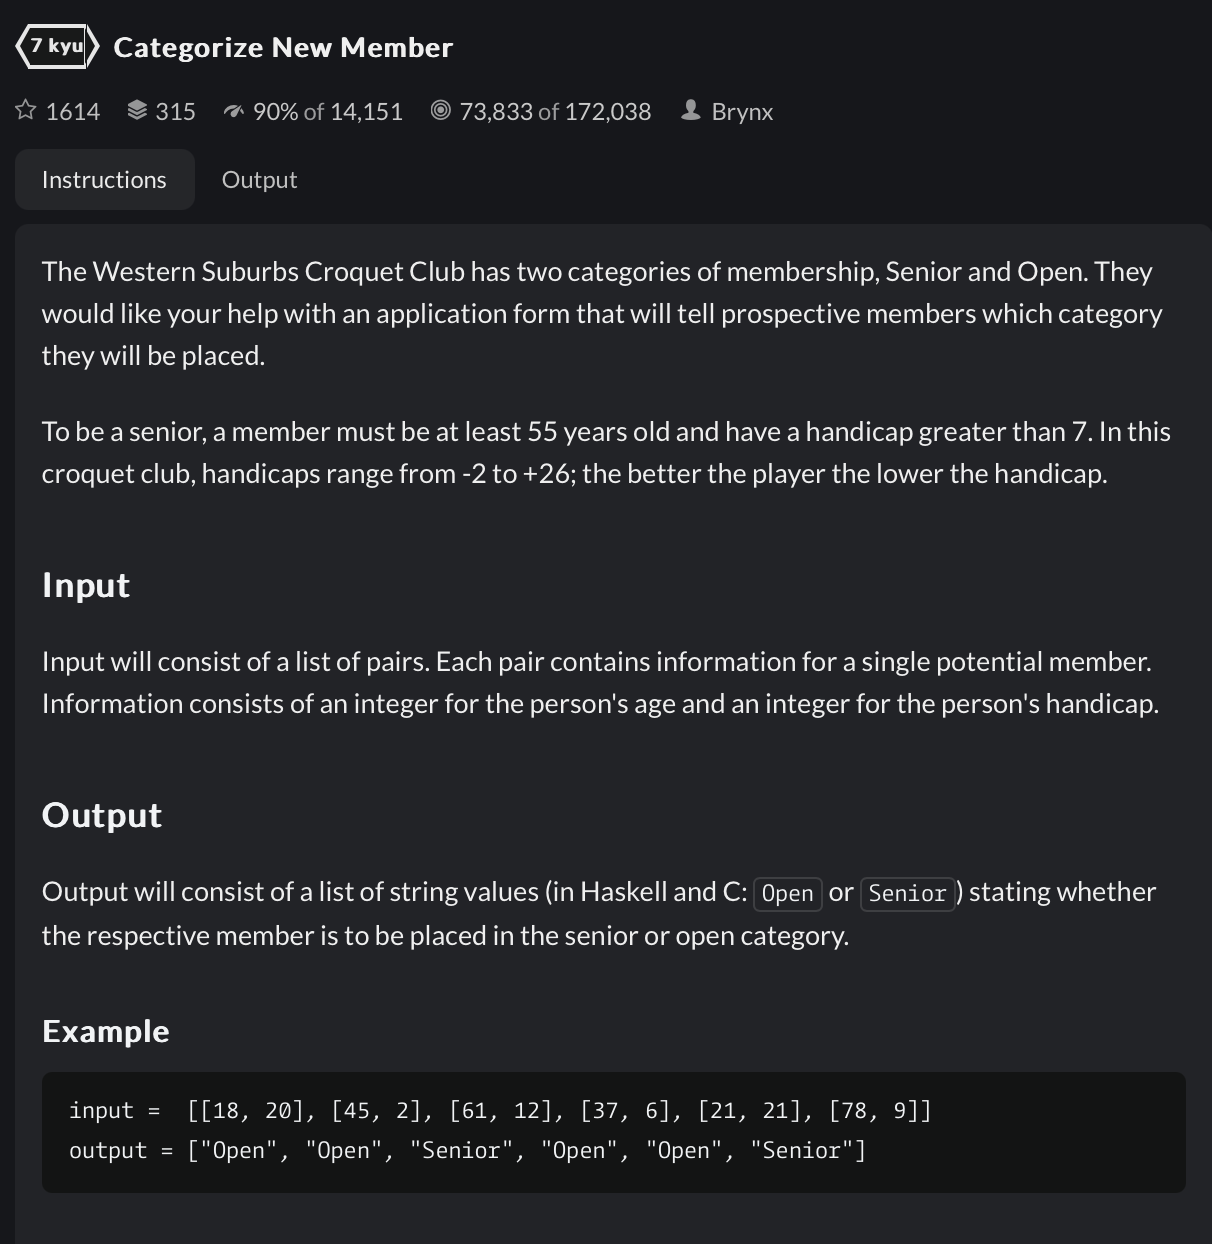 7 kyu Categorize New Member
1614 315 90% of 14,151 73,833 of 172,038 Brynx
Instructions Output
The Western Suburbs Croquet Club has two categories of membership, Senior and Open. They
would like your help with an application form that will tell prospective members which category
they will be placed.
To be a senior, a member must be at least 55 years old and have a handicap greater than 7. In this
croquet club, handicaps range from -2 to +26; the better the player the lower the handicap.
Input
Input will consist of a list of pairs. Each pair contains information for a single potential member.
Information consists of an integer for the person's age and an integer for the person's handicap.
Output
Output will consist of a list of string values (in Haskell and C: Open or Senior) stating whether
the respective member is to be placed in the senior or open category.
Example
input =  [[18, 20], [45, 2], [61, 12], [37, 6], [21, 21], [78, 9]]
output = ["Open", "Open", "Senior", "Open", "Open", "Senior"]